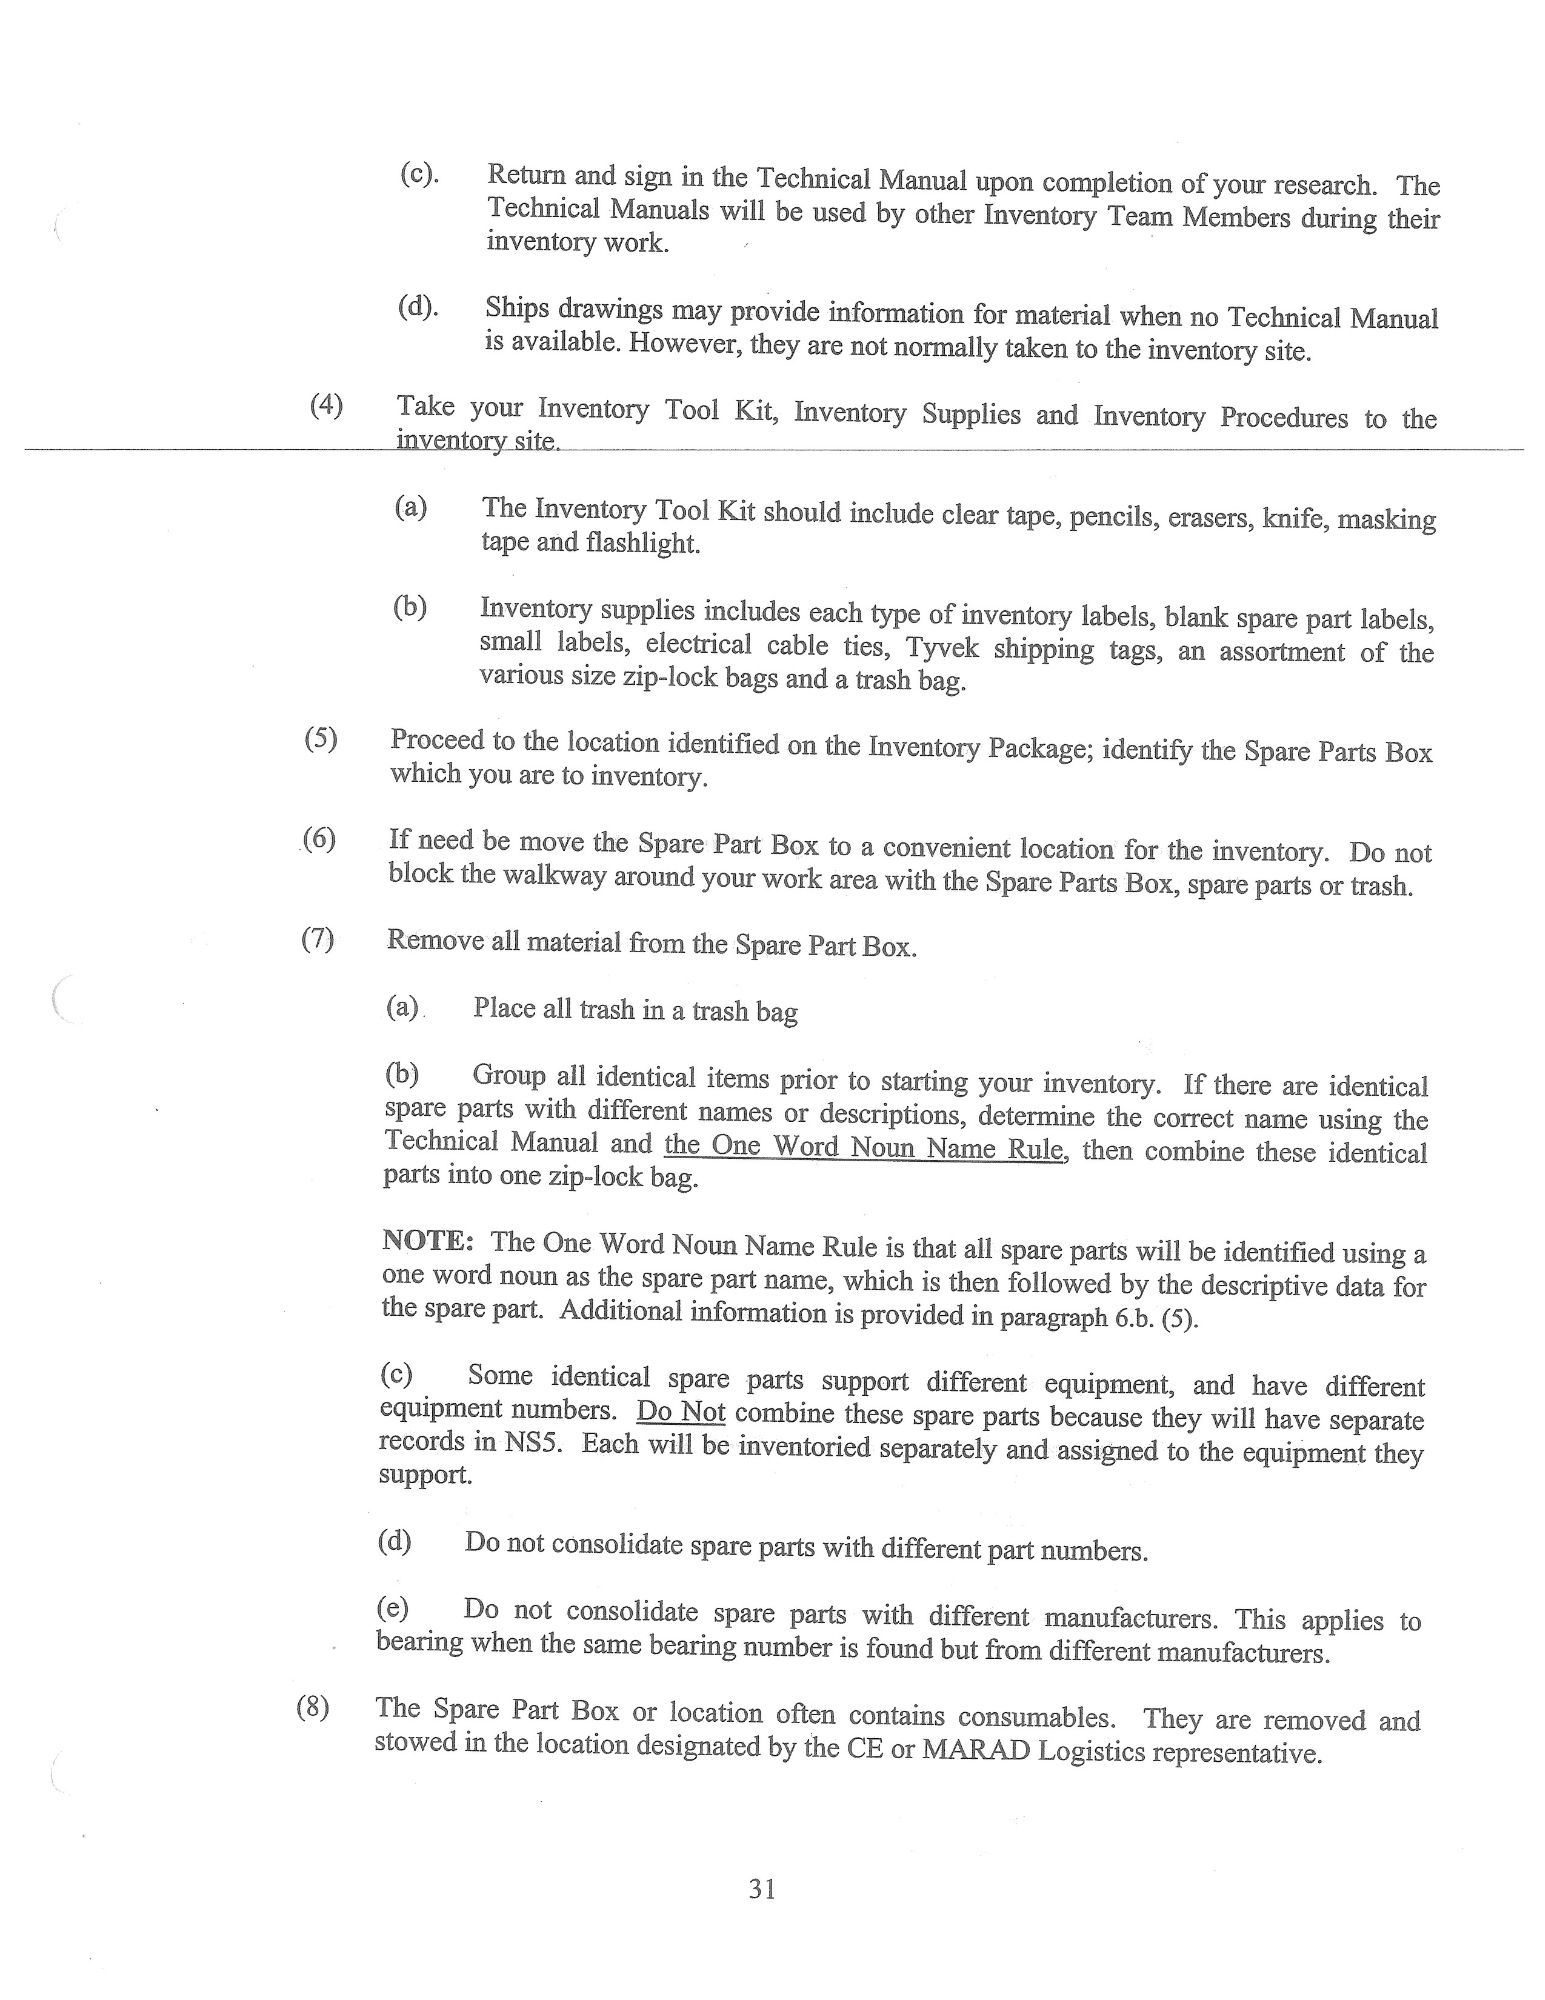 (c). Return and sign in the Technical Manual upon completion of your research. The
Technical Manuals will be used by other Inventory Team Members during their
inventory work.
(d). Ships drawings may provide information for material when no Technical Manual
is available. However, they are not normally taken to the inventory site.
(4) Take your Inventory Tool Kit, Inventory Supplies and Inventory Procedures to the
inventory site.
(a) The Inventory Tool Kit should include clear tape, pencils, erasers, knife, masking
tape and flashlight.
(b) Inventory supplies includes each type of inventory labels, blank spare part labels,
small labels, electrical cable ties, Tyvek shipping tags, an assortment of the
various size zip-lock bags and a trash bag.
(5) Proceed to the location identified on the Inventory Package; identify the Spare Parts Box
which you are to inventory.
(6) If need be move the Spare Part Box to a convenient location for the inventory. Do not
block the walkway around your work area with the Spare Parts Box, spare parts or trash.
(7) Remove all material from the Spare Part Box.
(a) Place all trash in a trash bag
(b) Group all identical items prior to starting your inventory. If there are identical
spare parts with different names or descriptions, determine the correct name using the
Technical Manual and the One Word Noun Name Rule, then combine these identical
parts into one zip-lock bag.
NOTE: The One Word Noun Name Rule is that all spare parts will be identified using a
one word noun as the spare part name, which is then followed by the descriptive data for
the spare part. Additional information is provided in paragraph 6.b. (5).
(c) Some identical spare parts support different equipment, and have different
equipment numbers. Do Not combine these spare parts because they will have separate
records in NS5. Each will be inventoried separately and assigned to the equipment they
support.
(d) Do not consolidate spare parts with different part numbers.
(e) Do not consolidate spare parts with different manufacturers. This applies to
bearing when the same bearing number is found but from different manufacturers.
(8) The Spare Part Box or location often contains consumables. They are removed and
stowed in the location designated by the CE or MARAD Logistics representative.
31